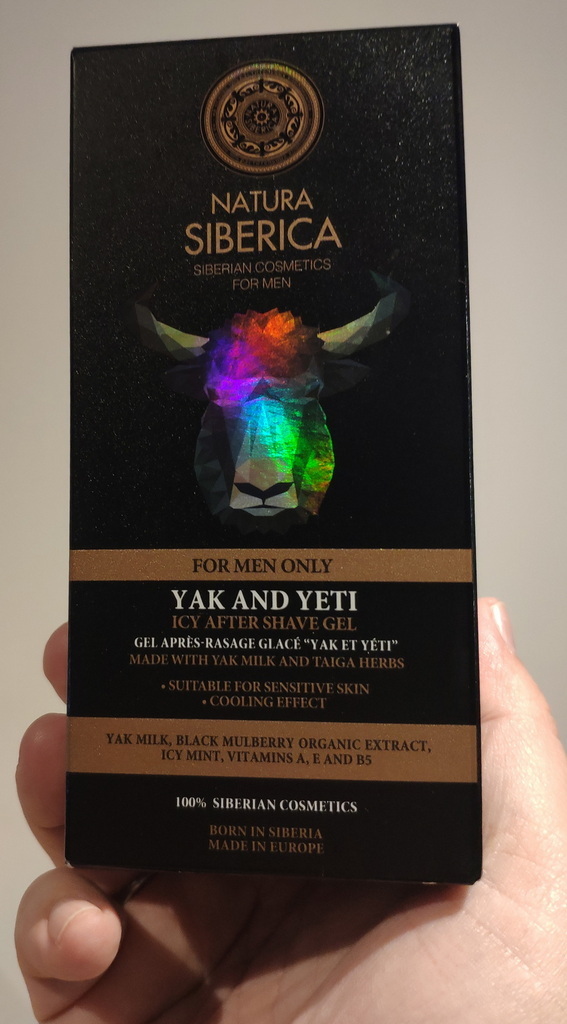 NATURA
SIBERICA
NATURA
SIBERICA
SIBERIAN COSMETICS
FOR MEN
FOR MEN ONLY
YAK AND YETI
ICY AFTER SHAVE GEL
GEL APRÈS-RASAGE GLACÉ “YAK ET YÉTI”
MADE WITH YAK MILK AND TAIGA HERBS
• SUITABLE FOR SENSITIVE SKIN
• COOLING EFFECT
YAK MILK, BLACK MULBERRY ORGANIC EXTRACT,
ICY MINT, VITAMINS A, E AND B5
100% SIBERIAN COSMETICS
BORN IN SIBERIA
MADE IN EUROPE